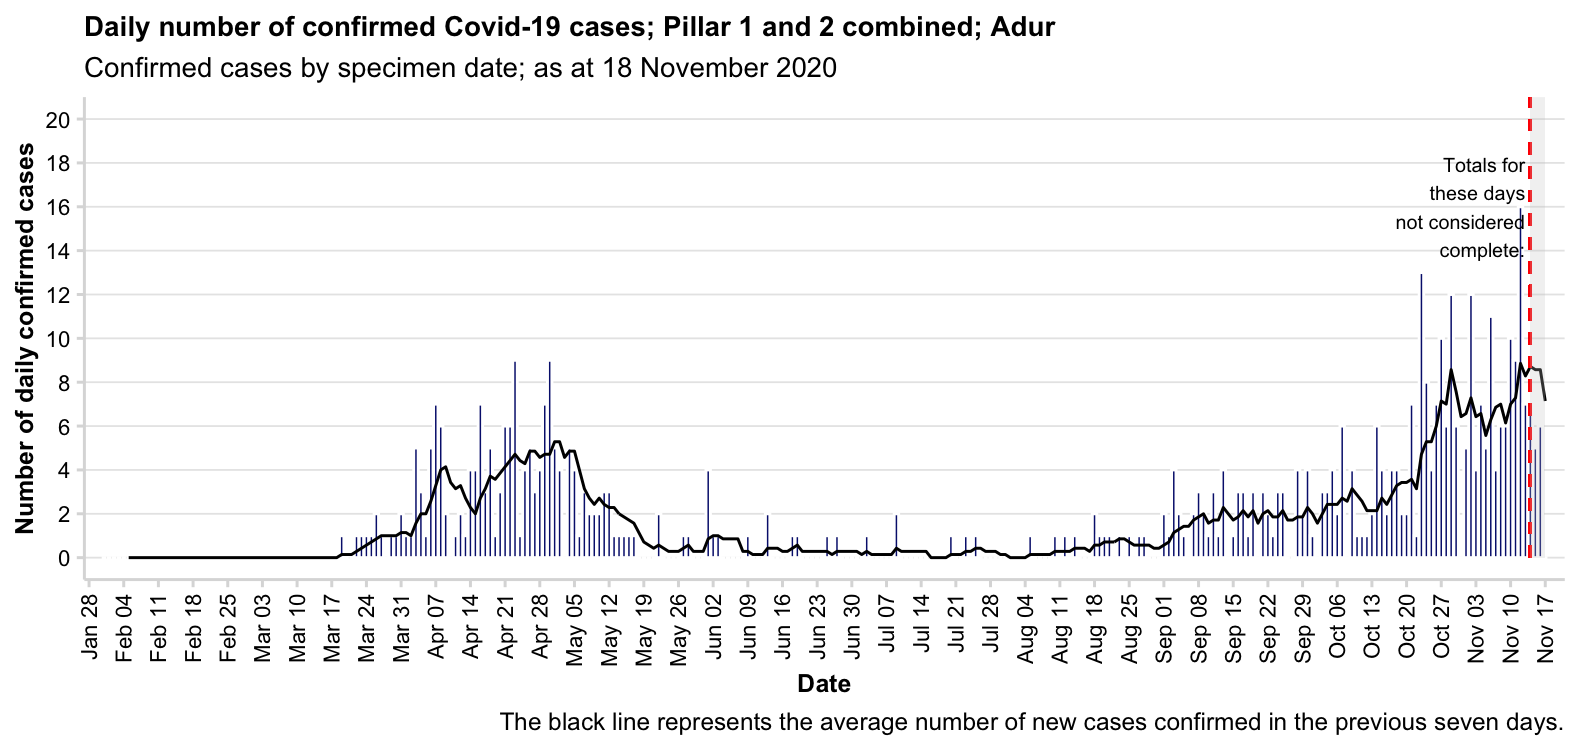 Daily number of confirmed Covid-19 cases; Pillar 1 and 2 combined; Adur
Confirmed cases by specimen date; as at 18 November 2020
Number of daily confirmed cases
20
18
16
14
12
10
8
6
4
2
0
Totals for
these days
not considered
complete.
Jan 28
Feb 04
Feb 11
Feb 18
Feb 25
Mar 03
Mar 10
Mar 17
Mar 24
Mar 31
Apr 07
Apr 14
Apr 21
Apr 28
May 05
May 12
May 19
May 26
Jun 02
Jun 09
Jun 16
Jun 23
Jun 30
Jul 07
Jul 14
Jul 21
Jul 28
Aug 04
Aug 11
Aug 18
Aug 25
Sep 01
Sep 08
Sep 15
Sep 22
Sep 29
Oct 06
Oct 13
Oct 20
Oct 27
Nov 03
Nov 10
Nov 17
Date
The black line represents the average number of new cases confirmed in the previous seven days.